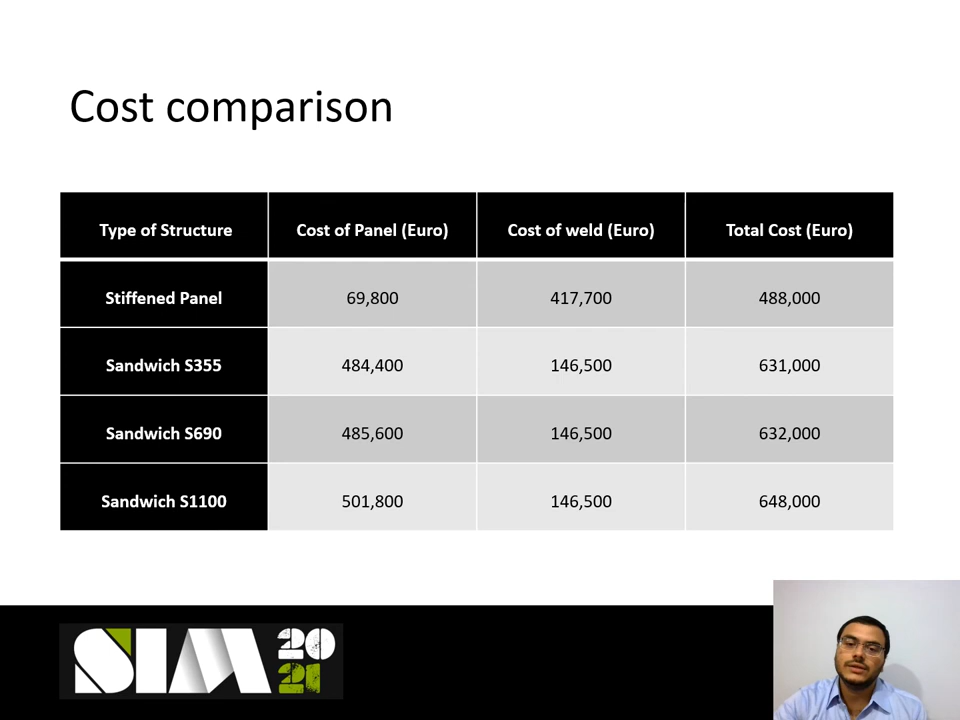 Cost comparison
Type of Structure Cost of Panel (Euro) Cost of weld (Euro) Total Cost (Euro)
Stiffened Panel 69,800 417,700 488,000
Sandwich S355 484,400 146,500 631,000
Sandwich S690 485,600 146,500 632,000
Sandwich S1100 501,800 146,500 648,000
SIM 20
21